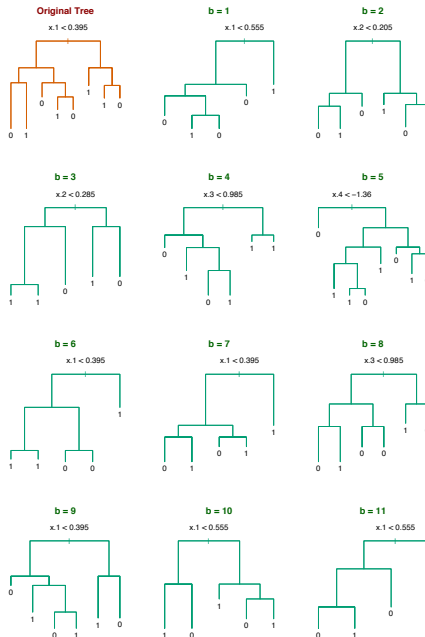 Original Tree
x.1 < 0.395
0 1
0
1 0
1
1 0
b = 1
x.1 < 0.555
0
1 0
0
1
b = 2
x.2 < 0.205
0 1
0
1
0
b = 3
x.2 < 0.285
1 1
0
1
0
b = 4
x.3 < 0.985
0
1
0 1
1 1
b = 5
x.4 < −1.36
0
1
1 0
1
0
1
b = 6
x.1 < 0.395
1 1
0 0
1
b = 7
x.1 < 0.395
0 1
0 1
1
b = 8
x.3 < 0.985
0 1
0 0
1
b = 9
x.1 < 0.395
0
1
0 1
1 0
b = 10
x.1 < 0.555
1 0
1
0 1
b = 11
x.1 < 0.555
0 1
0